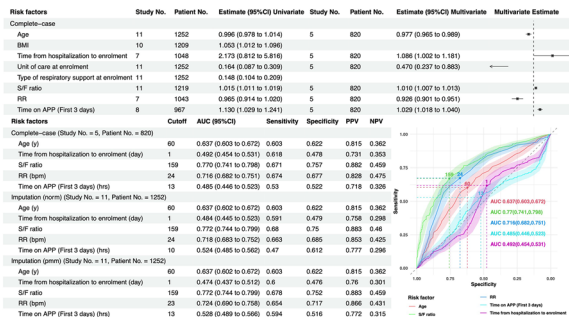 Risk factors Study No. Patient No. Estimate (95%CI) Univariate Study No. Patient No. Estimate (95%CI) Multivariate Multivariate Estimate
Complete−case
Age 11 1252 0.996 (0.978 to 1.014) 5 820 0.977 (0.965 to 0.989)
BMI 10 1209 1.053 (1.012 to 1.096)
Time from hospitalization to enrolment 7 1048 2.173 (0.812 to 5.816) 5 820 1.086 (1.002 to 1.181)
Unit of care at enrolment 11 1252 0.164 (0.087 to 0.309) 5 820 0.470 (0.237 to 0.883)
Type of respiratory support at enrolment 11 1252 0.148 (0.104 to 0.209)
S/F ratio 11 1219 1.015 (1.011 to 1.019) 5 820 1.010 (1.007 to 1.013)
RR 7 1043 0.965 (0.914 to 1.020) 5 820 0.926 (0.901 to 0.951)
Time on APP (First 3 days) 8 967 1.130 (1.029 to 1.241) 5 820 1.029 (1.018 to 1.040)
Risk factors Cutoff AUC (95%CI) Sensitivity Specificity PPV NPV
Complete−case (Study No. = 5, Patient No. = 820)
Age (y) 60 0.637 (0.603 to 0.672) 0.603 0.622 0.815 0.362
Time from hospitalization to enrolment (day) 1 0.492 (0.454 to 0.531) 0.618 0.478 0.731 0.353
S/F ratio 159 0.770 (0.741 to 0.798) 0.671 0.757 0.882 0.459
RR (bpm) 24 0.716 (0.682 to 0.751) 0.674 0.677 0.828 0.475
Time on APP (First 3 days) (hrs) 13 0.485 (0.446 to 0.523) 0.53 0.522 0.718 0.326
Imputation (norm) (Study No. = 11, Patient No. = 1252)
Age (y) 60 0.637 (0.603 to 0.672) 0.603 0.622 0.815 0.362
Time from hospitalization to enrolment (day) 1 0.484 (0.445 to 0.523) 0.591 0.479 0.758 0.298
S/F ratio 159 0.772 (0.744 to 0.799) 0.68 0.75 0.883 0.46
RR (bpm) 24 0.718 (0.683 to 0.752) 0.663 0.685 0.853 0.425
Time on APP (First 3 days) (hrs) 10 0.524 (0.485 to 0.562) 0.47 0.612 0.777 0.296
Imputation (pmm) (Study No. = 11, Patient No. = 1252)
Age (y) 60 0.637 (0.602 to 0.672) 0.603 0.622 0.815 0.362
Time from hospitalization to enrolment (day) 1 0.474 (0.437 to 0.512) 0.6 0.476 0.76 0.301
S/F ratio 159 0.772 (0.744 to 0.799) 0.678 0.752 0.883 0.459
RR (bpm) 23 0.724 (0.690 to 0.758) 0.654 0.717 0.866 0.431
Time on APP (First 3 days) (hrs) 13 0.528 (0.489 to 0.566) 0.594 0.516 0.772 0.315
1.00
0.75
0.50
0.25
0.00
Sensitivity
159 24
60
AUC 0.637(0.603,0.672)
AUC 0.77(0.741,0.798)
AUC 0.716(0.682,0.751)
AUC 0.485(0.446,0.523)
AUC 0.492(0.454,0.531)
1.00 0.75 0.50 0.25 0.00
Specificity
Risk factor
Age
S/F ratio
RR
Time on APP (First 3 days)
Time from hospitalization to enrolment